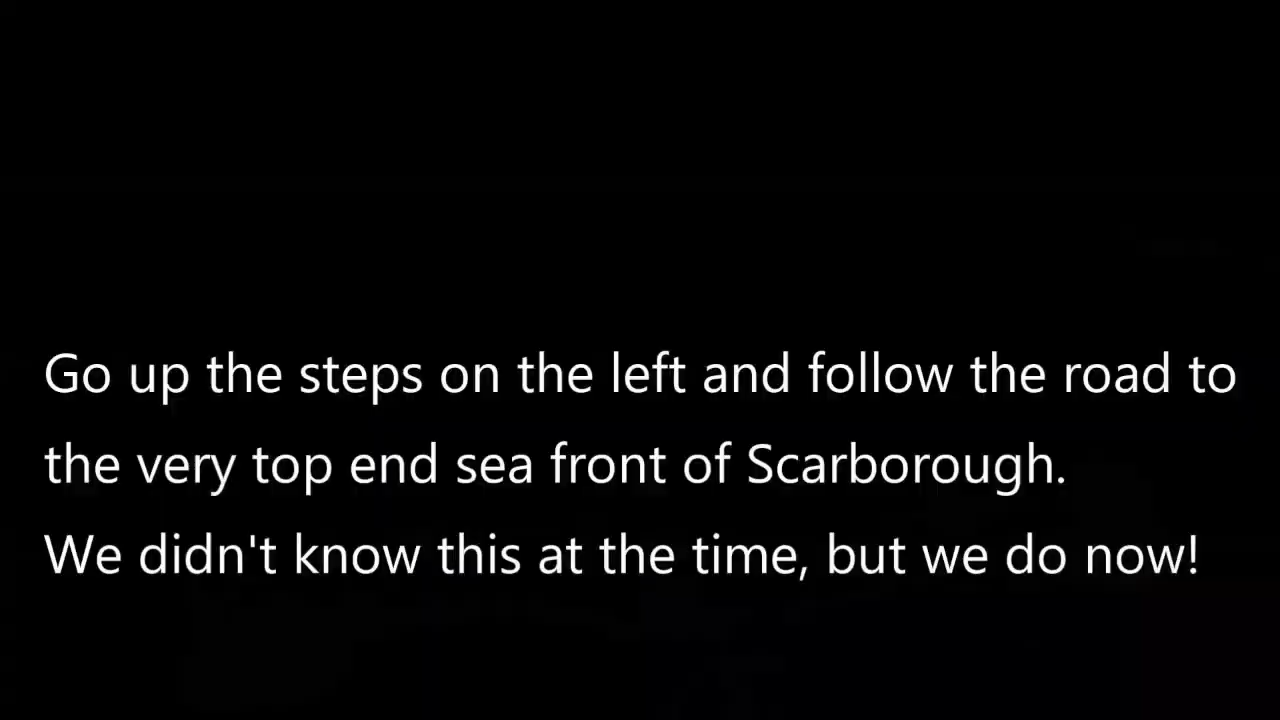 Go up the steps on the left and follow the road to
the very top end sea front of Scarborough.
We didn't know this at the time, but we do now!